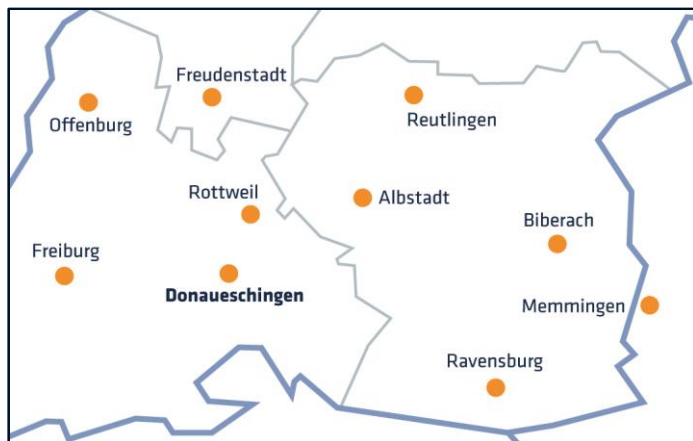 Freudenstadt
Offenburg
Reutlingen
Rottweil
Albstadt
Biberach
Freiburg
Donaueschingen
Memmingen
Ravensburg